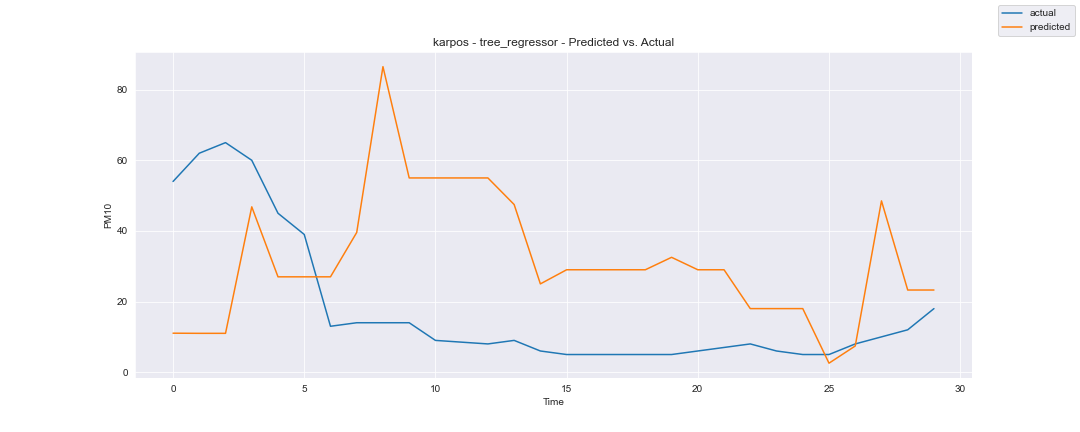 actual
predicted
karpos - tree_regressor - Predicted vs. Actual
80
60
40
20
0
PM10
0 5 10 15 20 25 30
Time